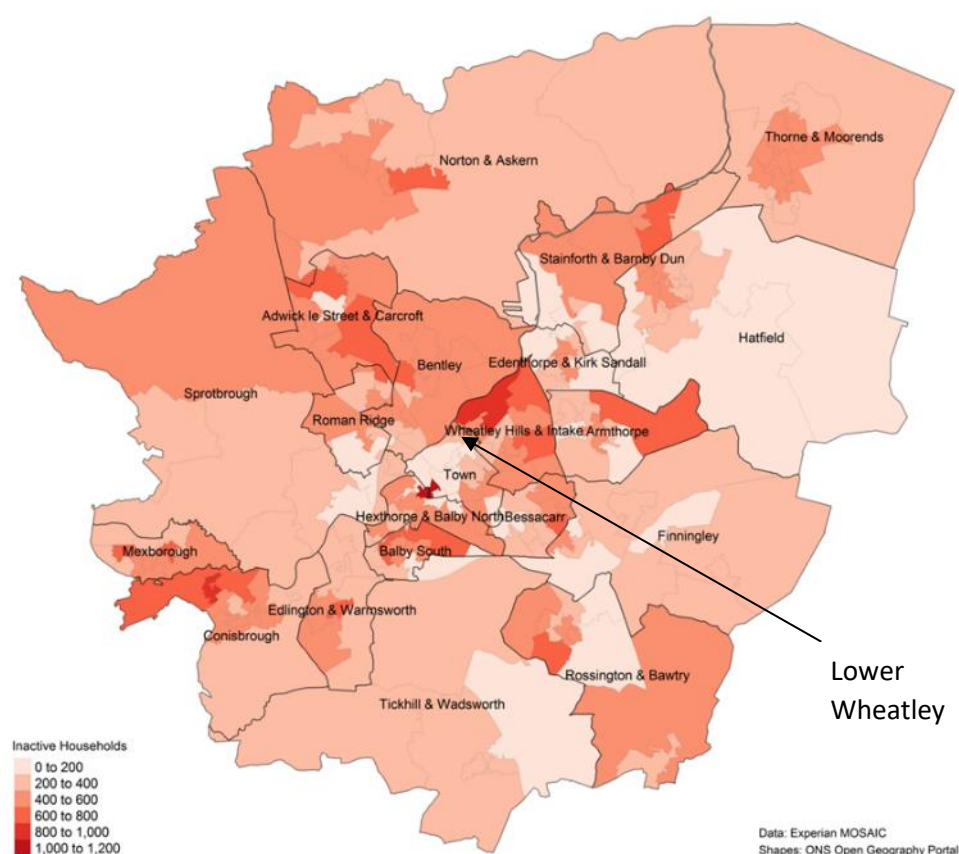 Thorne & Moorends
Norton & Askern
Stainforth & Barnby Dun
Adwick le Street & Carcroft
Hatfield
Bentley
Edenthorpe & Kirk Sandall
Sprotbrough
Roman Ridge
Wheatley Hills & Intake
Armthorpe
Town
Hexthorpe & Balby North
Bessacarr
Finningley
Mexborough
Balby South
Edlington & Warmsworth
Conisbrough
Lower
Wheatley
Rossington & Bawtry
Tickhill & Wadsworth
Inactive Households
0 to 200
200 to 400
400 to 600
600 to 800
800 to 1,000
1,000 to 1,200
Data: Experian MOSAIC
Shapes: ONS Open Geography Portal